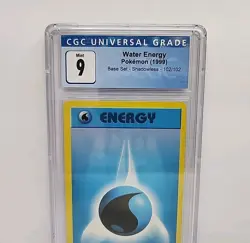 CGC UNIVERSAL GRADE
Mint
9
Water Energy
Pokémon (1999)
Base Set - Shadowless - 102/102
ENERGY